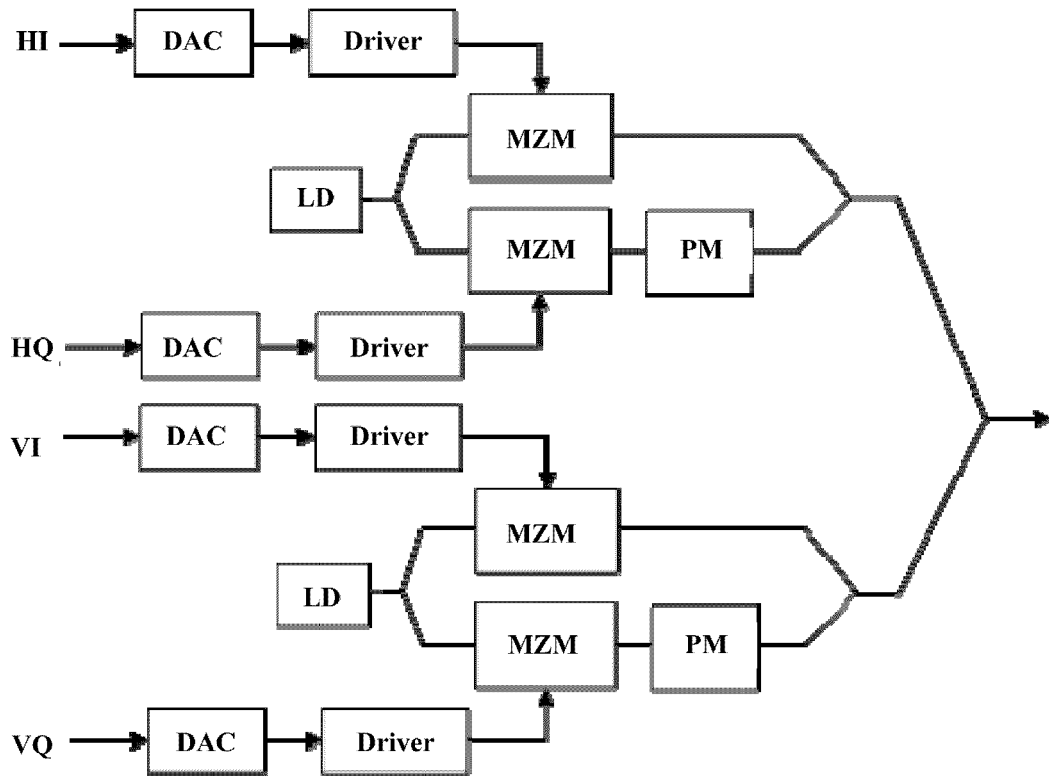 HI
DAC
Driver
MZM
LD
MZM
PM
HQ
DAC
Driver
VI
DAC
Driver
MZM
LD
MZM
PM
VQ
DAC
Driver